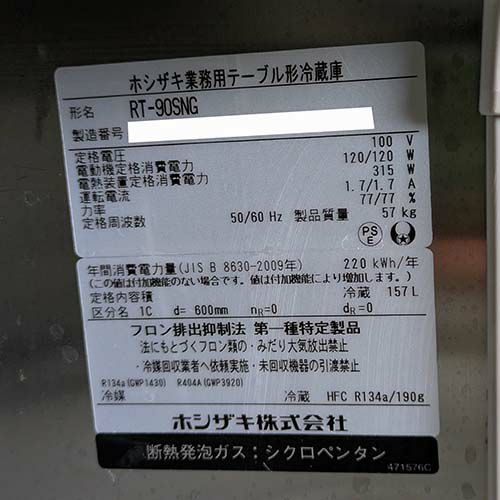 ホシザキ業務用テーブル形冷蔵庫
形名 RT-90SNG
製造番号
定格電圧 100 V
電動機定格消費電力 120/120 W
電熱装置定格消費電力 315 W
運転電流 1.7/1.7 A
力率 77/77 %
定格周波数 50/60 Hz 製品質量 57 kg
PS E
年間消費電力量(JIS B 8630-2009年) 220 kWh/年
(この値は付加機能のない場合です。値は付加機能により増加します。)
定格内容積 冷蔵 157 L
区分名 1C d= 600mm nR=0 dR=0
フロン排出抑制法 第一種特定製品
法にもとづくフロン類の・みだり大気放出禁止
・冷媒回収業者へ依頼実施・未回収機器の引渡禁止
R134a(GWP1430) R404A(GWP3920)
冷媒 冷蔵 HFC R134a/190g
ホシザキ株式会社
断熱発泡ガス：シクロペンタン
471576C